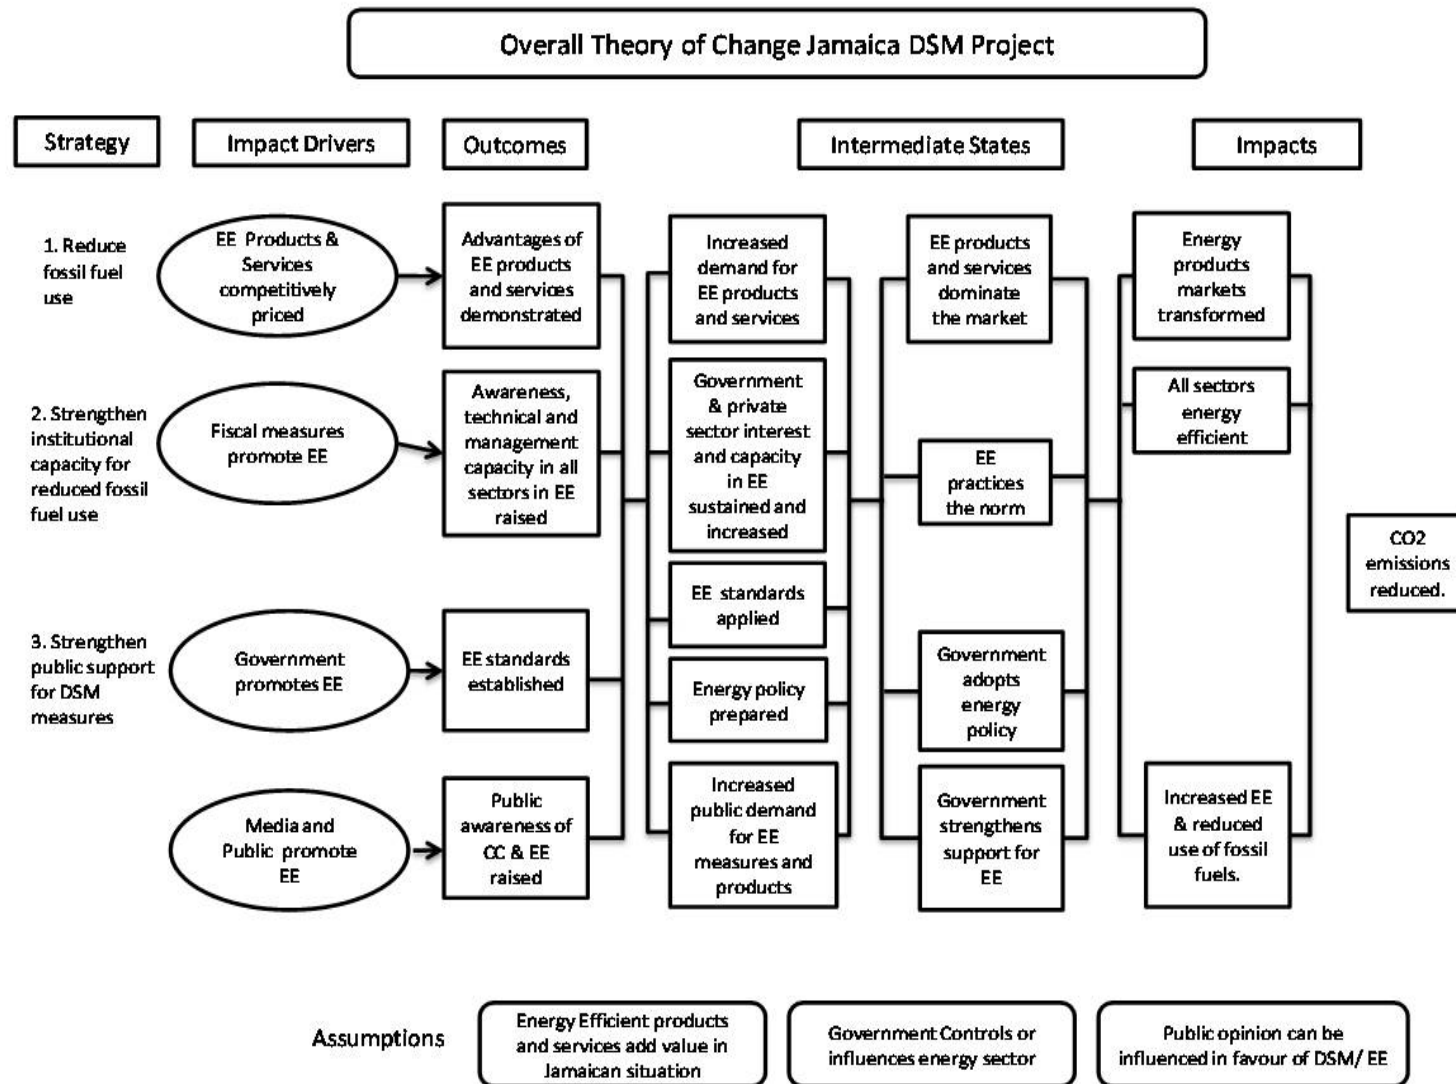 Overall Theory of Change Jamaica DSM Project
Strategy
Impact Drivers
Outcomes
Intermediate States
Impacts
1. Reduce
fossil fuel
use
EE Products &
Services
competitively
priced
Advantages of
EE products
and services
demonstrated
Increased
demand for
EE products
and services
EE products
and services
dominate
the market
Energy
products
markets
transformed
2. Strengthen
institutional
capacity for
reduced fossil
fuel use
Fiscal measures
promote EE
Awareness,
technical and
management
capacity in all
sectors in EE
raised
Government
& private
sector interest
and capacity
in EE
sustained and
increased
EE
practices
the norm
All sectors
energy
efficient
CO2
emissions
reduced.
3. Strengthen
public support
for DSM
measures
Government
promotes EE
EE standards
established
EE standards
applied
Energy policy
prepared
Government
adopts
energy
policy
Media and
Public promote
EE
Public
awareness of
CC & EE
raised
Increased
public demand
for EE
measures and
products
Government
strengthens
support for
EE
Increased EE
& reduced
use of fossil
fuels.
Assumptions
Energy Efficient products
and services add value in
Jamaican situation
Government Controls or
influences energy sector
Public opinion can be
influenced in favour of DSM/ EE